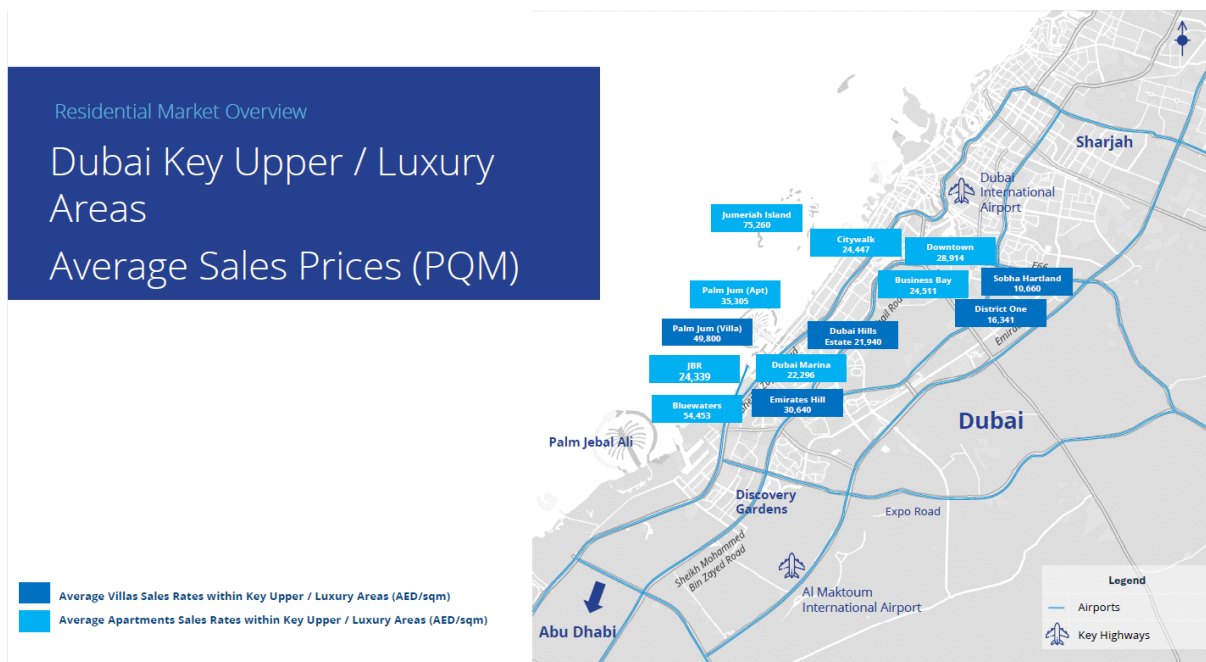 Residential Market Overview
Dubai Key Upper / Luxury
Areas
Average Sales Prices (PQM)
Sharjah
Dubai
International
Airport
Jumeriah Island
75,260
Citywalk
24,447
Downtown
28,914
E66
Business Bay
24,511
Sobha Hartland
10,660
Palm Jum (Apt)
35,305
District One
16,341
Palm Jum (Villa)
49,800
Dubai Hills
Estate 21,940
JBR
24,339
Dubai Marina
22,296
Bluewaters
54,453
Emirates Hill
30,640
Dubai
Palm Jebal Ali
Discovery
Gardens
Expo Road
Sheikh Mohammed
Bin Zayed Road
Al Maktoum
International Airport
Abu Dhabi
Average Villas Sales Rates within Key Upper / Luxury Areas (AED/sqm)
Average Apartments Sales Rates within Key Upper / Luxury Areas (AED/sqm)
Legend
Airports
Key Highways